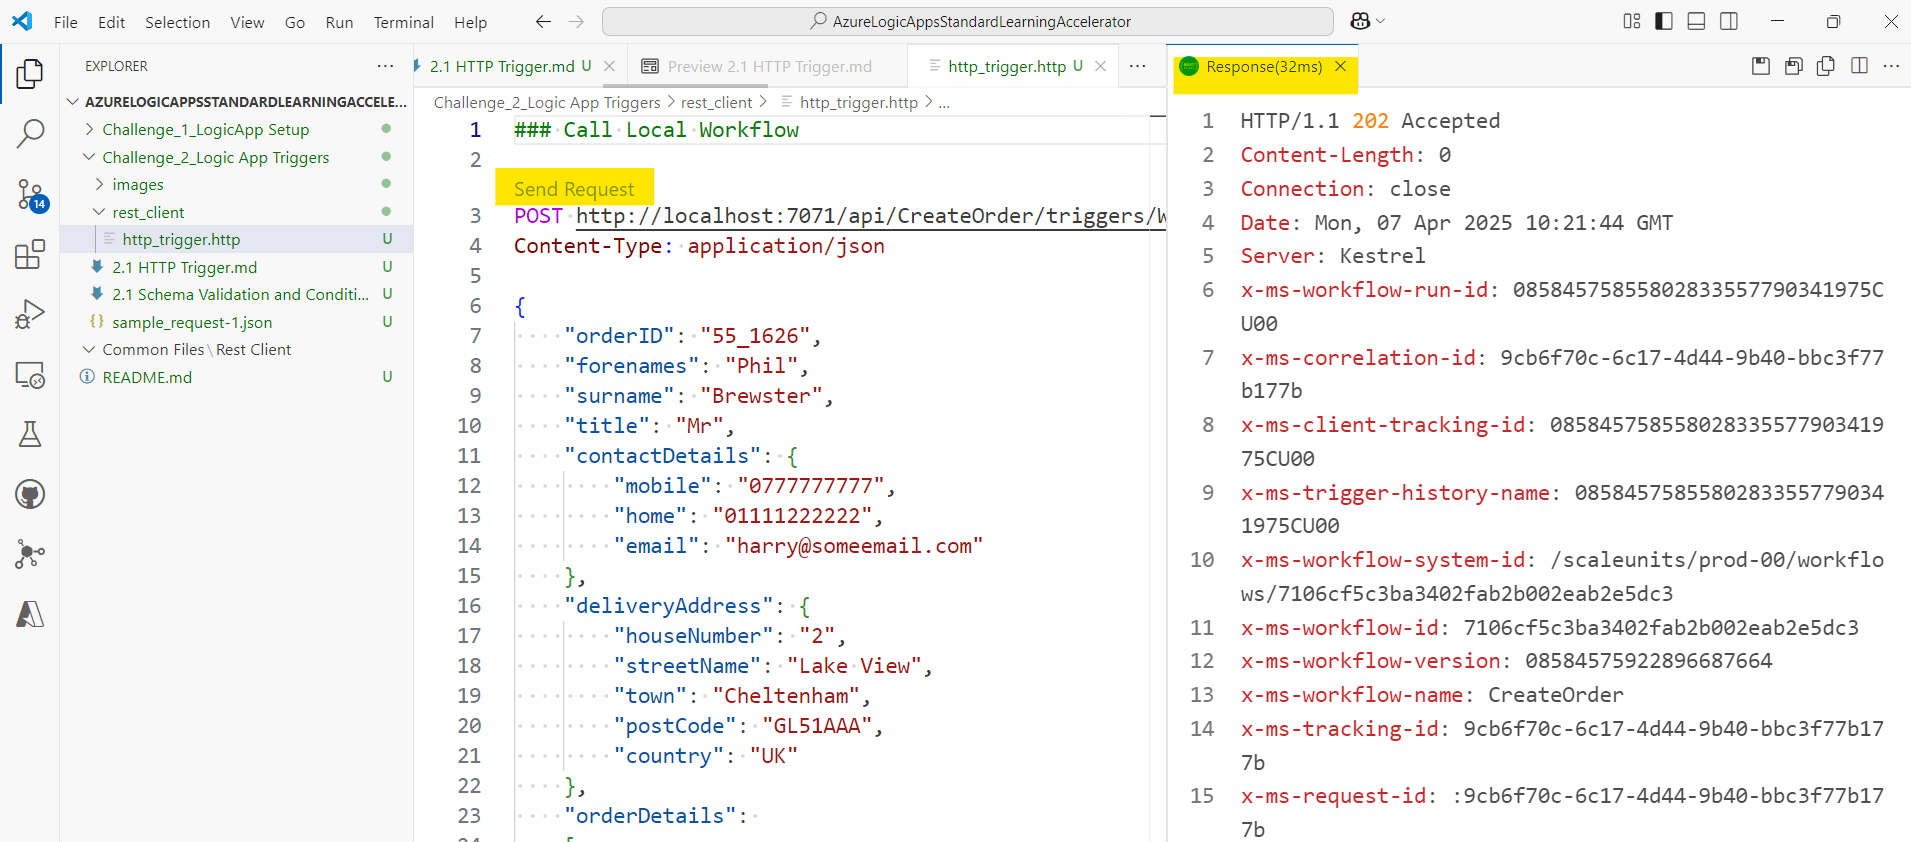 File Edit Selection View Go Run Terminal Help
AzureLogicAppsStandardLearningAccelerator
EXPLORER
AZURELOGICAPPSSTANDARDLEARNINGACCELE...
Challenge_1_LogicApp Setup
Challenge_2_Logic App Triggers
images
rest_client
http_trigger.http U
2.1 HTTP Trigger.md U
2.1 Schema Validation and Conditi... U
sample_request-1.json U
Common Files\Rest Client
README.md U
14
2.1 HTTP Trigger.md U
Preview 2.1 HTTP Trigger.md
http_trigger.http U
Challenge_2_Logic App Triggers > rest_client > http_trigger.http > ...
1 ### Call Local Workflow
2
Send Request
3 POST http://localhost:7071/api/CreateOrder/triggers/W
4 Content-Type: application/json
5
6 {
7 "orderID": "55_1626",
8 "forenames": "Phil",
9 "surname": "Brewster",
10 "title": "Mr",
11 "contactDetails": {
12 "mobile": "0777777777",
13 "home": "01111222222",
14 "email": "harry@someemail.com"
15 },
16 "deliveryAddress": {
17 "houseNumber": "2",
18 "streetName": "Lake View",
19 "town": "Cheltenham",
20 "postCode": "GL51AAA",
21 "country": "UK"
22 },
23 "orderDetails":
Response(32ms)
1 HTTP/1.1 202 Accepted
2 Content-Length: 0
3 Connection: close
4 Date: Mon, 07 Apr 2025 10:21:44 GMT
5 Server: Kestrel
6 x-ms-workflow-run-id: 08584575855802833557790341975C
U00
7 x-ms-correlation-id: 9cb6f70c-6c17-4d44-9b40-bbc3f77
b177b
8 x-ms-client-tracking-id: 085845758558028335577903419
75CU00
9 x-ms-trigger-history-name: 0858457585580283355779034
1975CU00
10 x-ms-workflow-system-id: /scaleunits/prod-00/workflo
ws/7106cf5c3ba3402fab2b002eab2e5dc3
11 x-ms-workflow-id: 7106cf5c3ba3402fab2b002eab2e5dc3
12 x-ms-workflow-version: 08584575922896687664
13 x-ms-workflow-name: CreateOrder
14 x-ms-tracking-id: 9cb6f70c-6c17-4d44-9b40-bbc3f77b17
7b
15 x-ms-request-id: :9cb6f70c-6c17-4d44-9b40-bbc3f77b17
7b